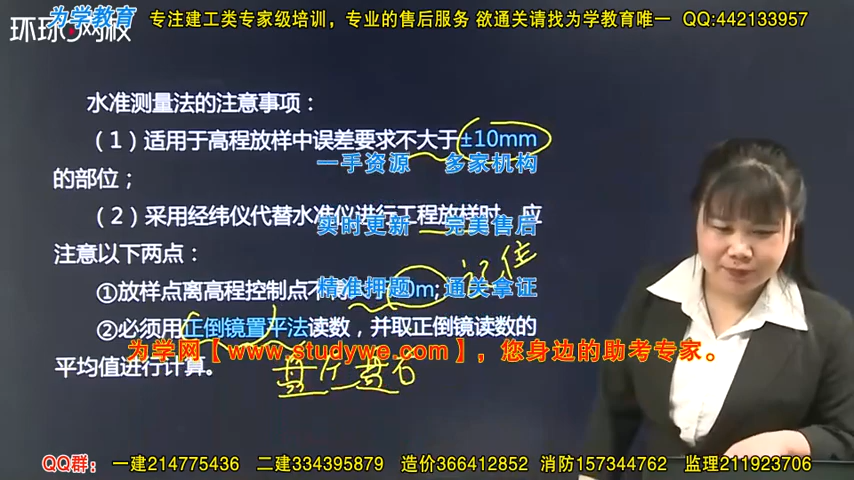 为学教育
环球网校
专注建工类专家级培训，专业的售后服务 欲通关请找为学教育唯一 QQ:442133957
水准测量法的注意事项：
（1）适用于高程放样中误差要求不大于±10mm
一手资源 多家机构
的部位；
（2）采用经纬仪代替水准仪进行工程放样时，应
实时更新 完美售后
注意以下两点：
记住
①放样点离高程控制点不 0m;
精准押题 通关拿证
②必须用正倒镜置平法读数，并取正倒镜读数的
为学网【www.studywe.com】，您身边的助考专家。
平均值进行计算。
盘左 盘右
QQ群： 一建214775436 二建334395879 造价366412852 消防157344762 监理211923706